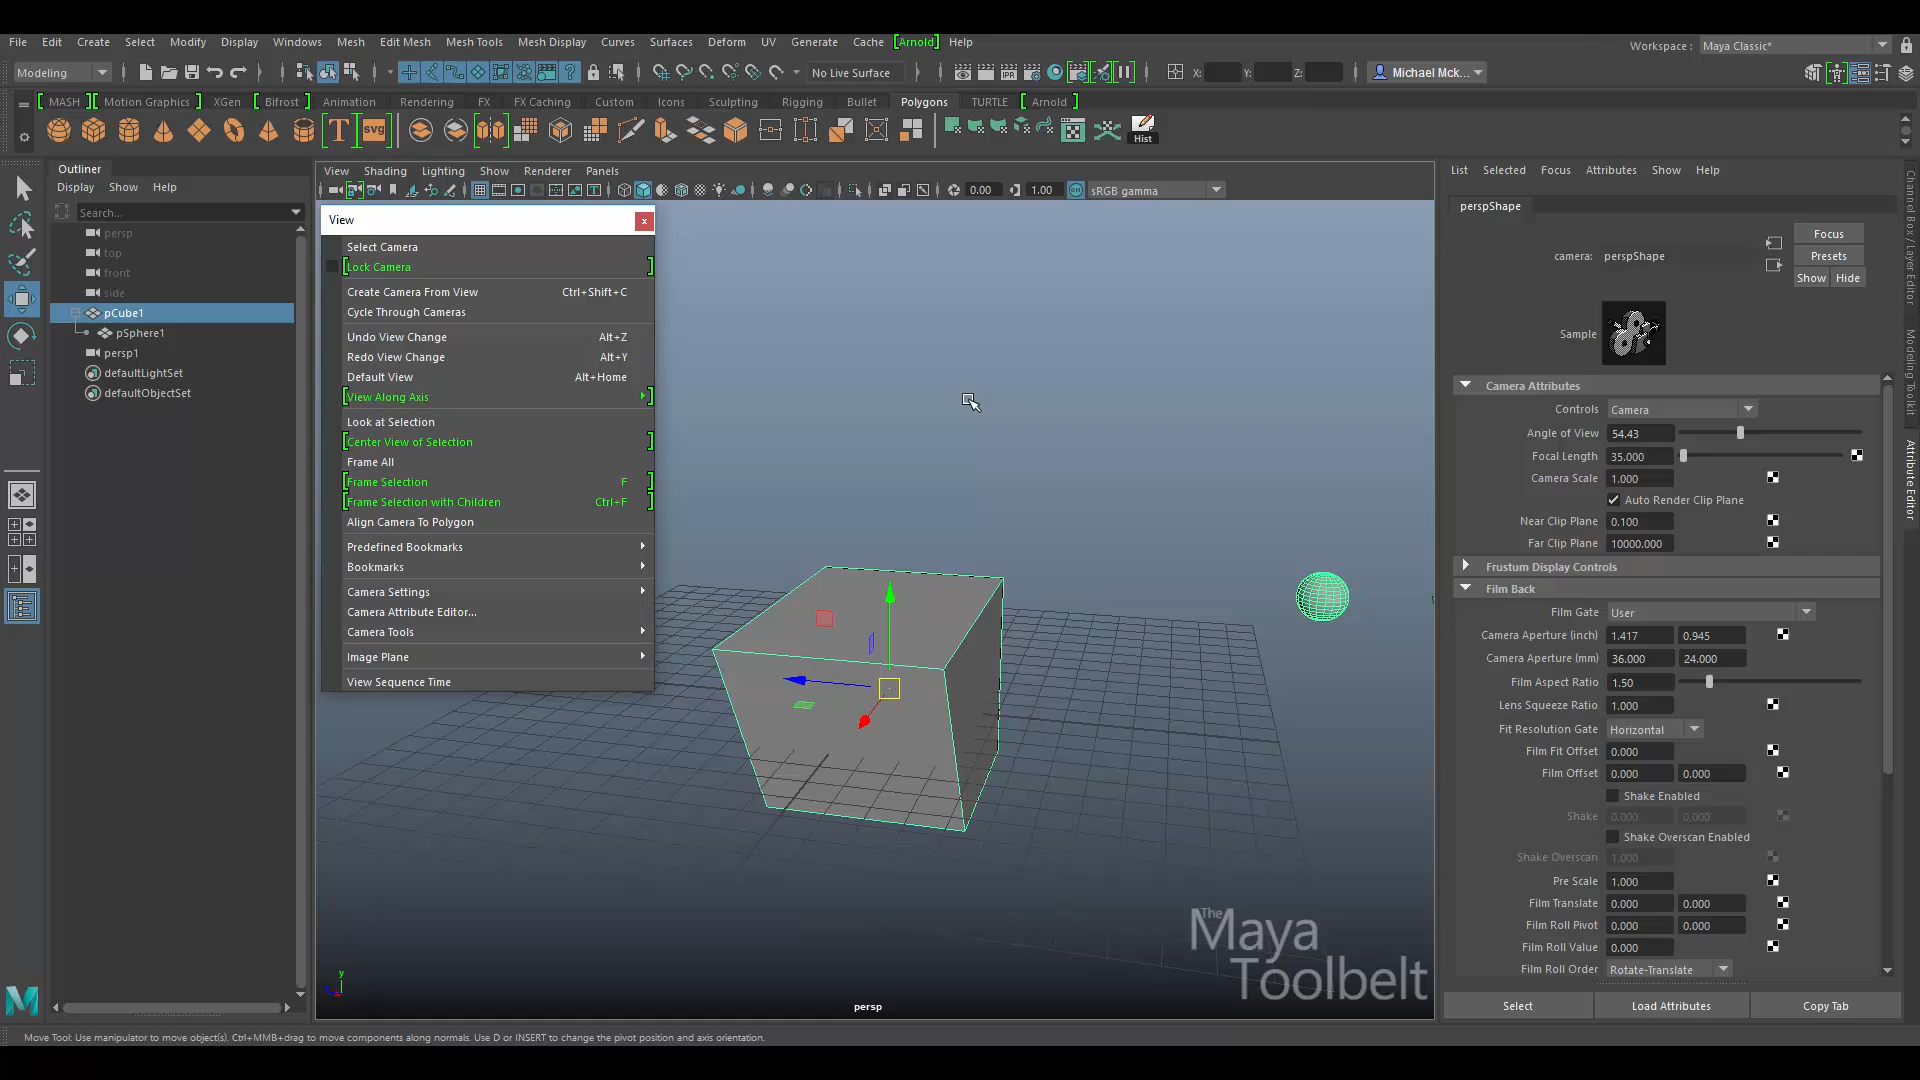 File Edit Create Select Modify Display Windows Mesh Edit Mesh Mesh Tools Mesh Display Curves Surfaces Deform UV Generate Cache [Arnold] Help
Workspace : Maya Classic*
Modeling
No Live Surface
X: Y: Z:
Michael Mck...
MASH Motion Graphics XGen Bifrost Animation Rendering FX FX Caching Custom Icons Sculpting Rigging Bullet Polygons TURTLE Arnold
T SVG
Hist
IPR
Outliner
Display Show Help
Search...
persp
top
front
side
pCube1
pSphere1
persp1
defaultLightSet
defaultObjectSet
View Shading Lighting Show Renderer Panels
0.00 1.00 sRGB gamma
View x
Select Camera
Lock Camera
Create Camera From View Ctrl+Shift+C
Cycle Through Cameras
Undo View Change Alt+Z
Redo View Change Alt+Y
Default View Alt+Home
View Along Axis
Look at Selection
Center View of Selection
Frame All
Frame Selection F
Frame Selection with Children Ctrl+F
Align Camera To Polygon
Predefined Bookmarks
Bookmarks
Camera Settings
Camera Attribute Editor...
Camera Tools
Image Plane
View Sequence Time
y
persp
The
Maya
Toolbelt
List Selected Focus Attributes Show Help
perspShape
camera: perspShape
Focus
Presets
Show Hide
Sample
Camera Attributes
Controls Camera
Angle of View 54.43
Focal Length 35.000
Camera Scale 1.000
Auto Render Clip Plane
Near Clip Plane 0.100
Far Clip Plane 10000.000
Frustum Display Controls
Film Back
Film Gate User
Camera Aperture (inch) 1.417 0.945
Camera Aperture (mm) 36.000 24.000
Film Aspect Ratio 1.50
Lens Squeeze Ratio 1.000
Fit Resolution Gate Horizontal
Film Fit Offset 0.000
Film Offset 0.000 0.000
Shake Enabled
Shake 0.000 0.000
Shake Overscan Enabled
Shake Overscan 1.000
Pre Scale 1.000
Film Translate 0.000 0.000
Film Roll Pivot 0.000 0.000
Film Roll Value 0.000
Film Roll Order Rotate-Translate
Select Load Attributes Copy Tab
Channel Box / Layer Editor
Modeling Toolkit
Attribute Editor
Move Tool: Use manipulator to move object(s). Ctrl+MMB+drag to move components along normals. Use D or INSERT to change the pivot position and axis orientation.